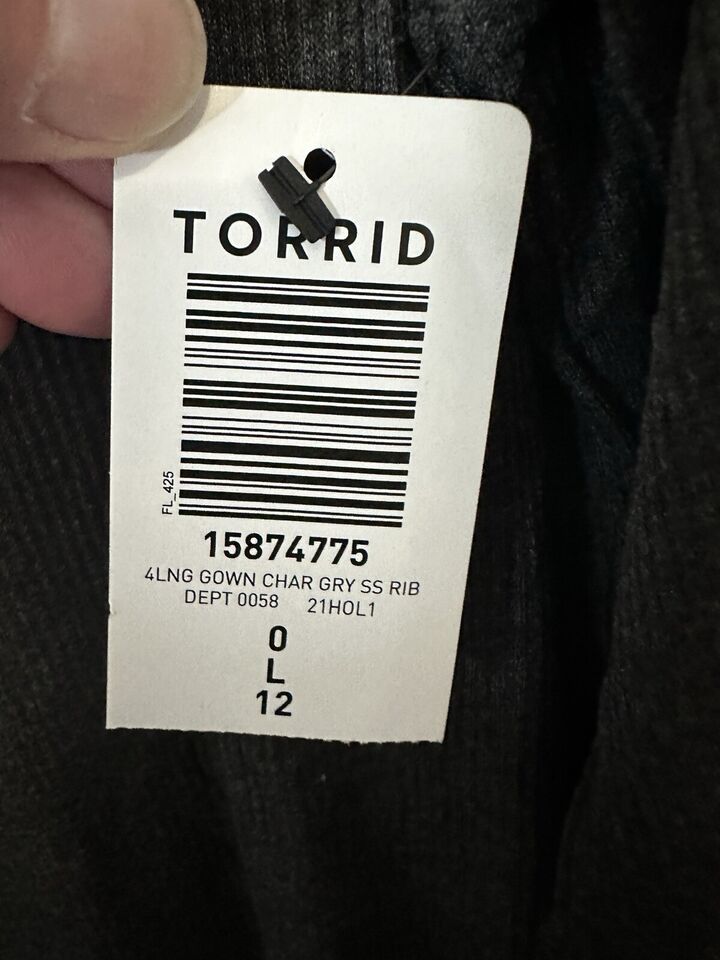 TORRID
FL_425
15874775
4LNG GOWN CHAR GRY SS RIB
DEPT 0058 21HOL1
0
L
12